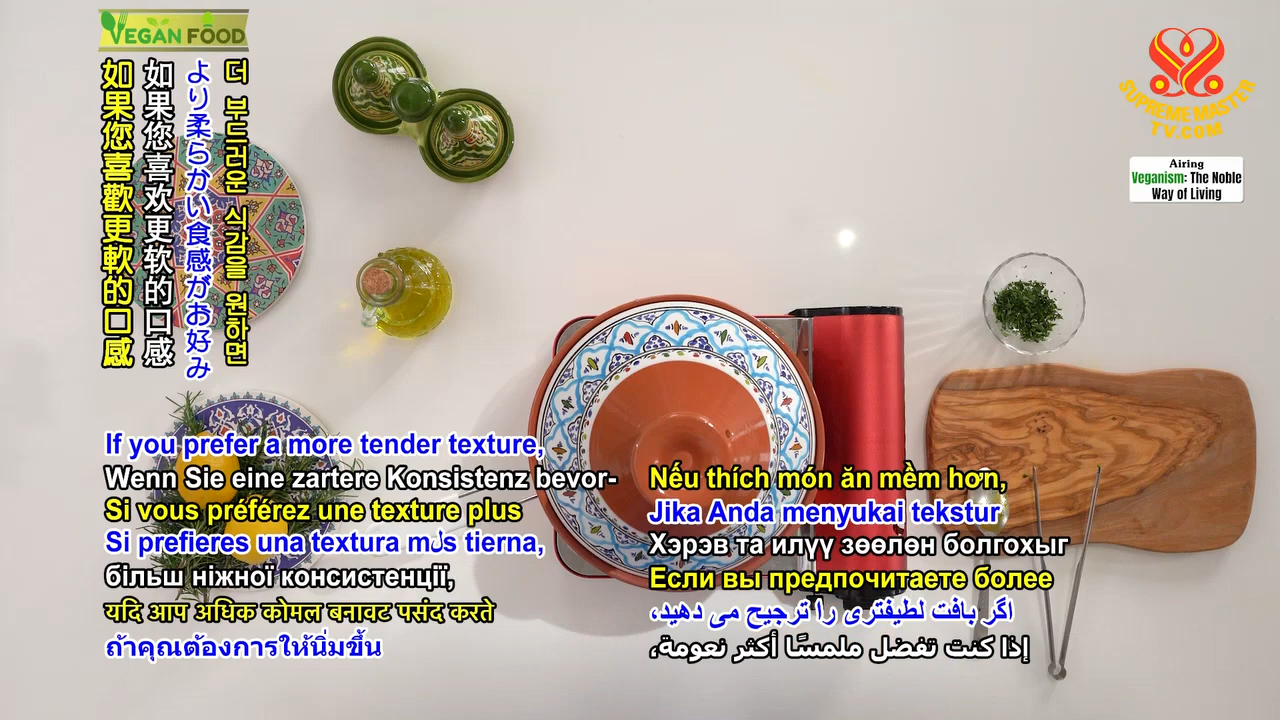 VEGAN FOOD
SUPREME MASTER
TV.COM
Airing
Veganism: The Noble
Way of Living
더 부드러운 식감을 원하면
より柔らかい食感がお好み
如果您喜欢更软的口感
如果您喜歡更軟的口感
If you prefer a more tender texture,
Wenn Sie eine zartere Konsistenz bevor-
Si vous préférez une texture plus
Si prefieres una textura más tierna,
більш ніжної консистенції,
यदि आप अधिक कोमल बनावट पसंद करते
ถ้าคุณต้องการให้นิ่มขึ้น
Nếu thích món ăn mềm hơn,
Jika Anda menyukai tekstur
Хэрэв та илүү зөөлөн болгохыг
Если вы предпочитаете более
اگر بافت لطیفتری را ترجیح می دهید،
إذا كنت تفضل ملمسًا أكثر نعومة،